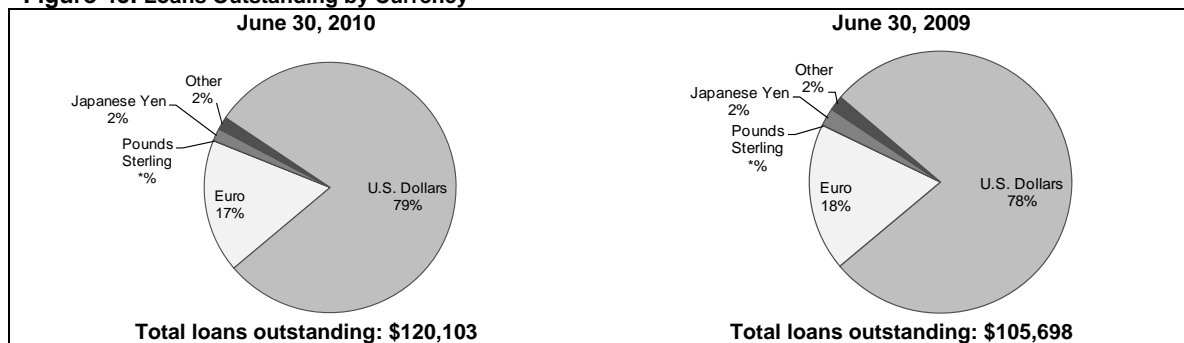 Figure 18. Loans Outstanding by Currency
June 30, 2010
Other
2%
Japanese Yen
2%
Pounds
Sterling
*%
Euro
17%
U.S. Dollars
79%
Total loans outstanding: $120,103
June 30, 2009
Other
2%
Japanese Yen
2%
Pounds
Sterling
*%
Euro
18%
U.S. Dollars
78%
Total loans outstanding: $105,698